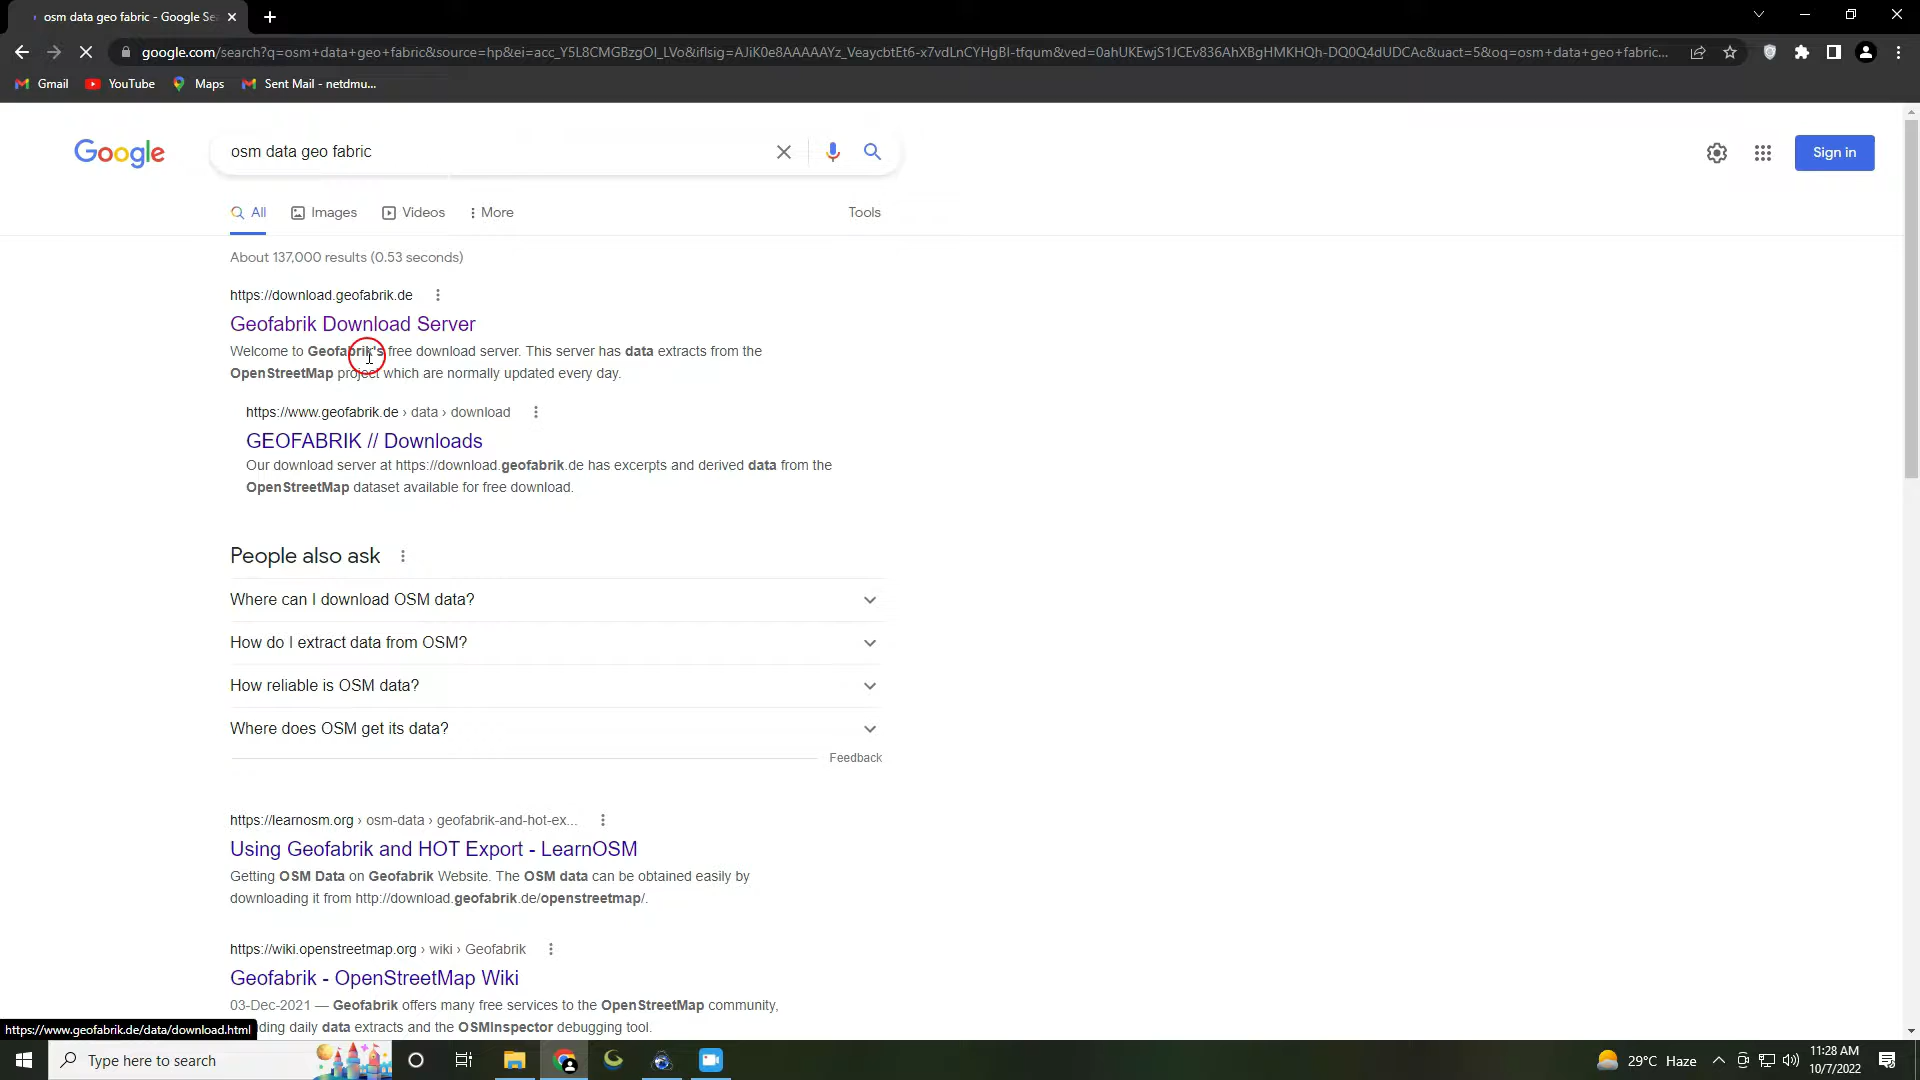 osm data geo fabric - Google Se
google.com/search?q=osm+data+geo+fabric&source=hp&ei=acc_Y5L8CMGBzgOI_LVo&iflsig=AJiK0e8AAAAAYz_VeaycbtEt6-x7vdLnCYHgBI-tfqum&ved=0ahUKEwjS1JCEv836AhXBgHMKHQh-DQ0Q4dUDCAc&uact=5&oq=osm+data+geo+fabric...
Gmail YouTube Maps Sent Mail - netdmu...
Google osm data geo fabric Sign in
All Images Videos More Tools
About 137,000 results (0.53 seconds)
https://download.geofabrik.de
Geofabrik Download Server
Welcome to Geofabrik's free download server. This server has data extracts from the
OpenStreetMap project which are normally updated every day.
https://www.geofabrik.de › data › download
GEOFABRIK // Downloads
Our download server at https://download.geofabrik.de has excerpts and derived data from the
OpenStreetMap dataset available for free download.
People also ask
Where can I download OSM data?
How do I extract data from OSM?
How reliable is OSM data?
Where does OSM get its data?
Feedback
https://learnosm.org › osm-data › geofabrik-and-hot-ex...
Using Geofabrik and HOT Export - LearnOSM
Getting OSM Data on Geofabrik Website. The OSM data can be obtained easily by
downloading it from http://download.geofabrik.de/openstreetmap/.
https://wiki.openstreetmap.org › wiki › Geofabrik
Geofabrik - OpenStreetMap Wiki
03-Dec-2021 — Geofabrik offers many free services to the OpenStreetMap community,
ding daily data extracts and the OSMInspector debugging tool.
https://www.geofabrik.de/data/download.html
Type here to search 29°C Haze 11:28 AM
10/7/2022